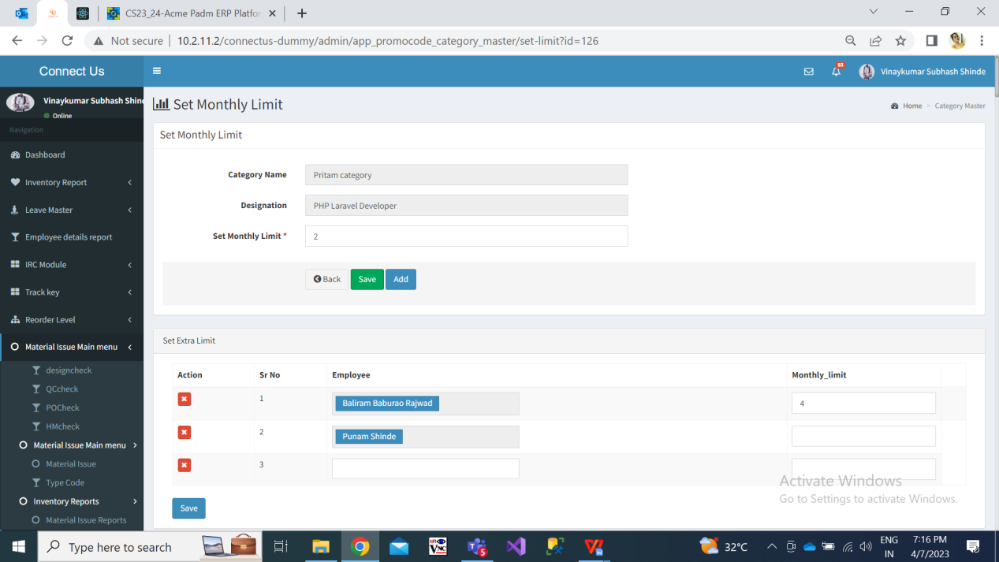 CS23_24-Acme Padm ERP Platfor
Not secure
10.2.11.2/connectus-dummy/admin/app_promocode_category_master/set-limit?id=126
Connect Us
92
Vinaykumar Subhash Shinde
Vinaykumar Subhash Shind
Online
Set Monthly Limit
Home > Category Master
Navigation
Dashboard
Inventory Report
Leave Master
Employee details report
IRC Module
Track key
Reorder Level
Material Issue Main menu
designcheck
QCcheck
POCheck
HMcheck
Material Issue Main menu
Material Issue
Type Code
Inventory Reports
Material Issue Reports
Set Monthly Limit
Category Name
Pritam category
Designation
PHP Laravel Developer
Set Monthly Limit *
2
Back
Save
Add
Set Extra Limit
Action Sr No Employee Monthly_limit
1 Baliram Baburao Rajwad 4
2 Punam Shinde
3
Save
Activate Windows
Go to Settings to activate Windows.
Type here to search
5
32°C
ENG
IN
7:16 PM
4/7/2023